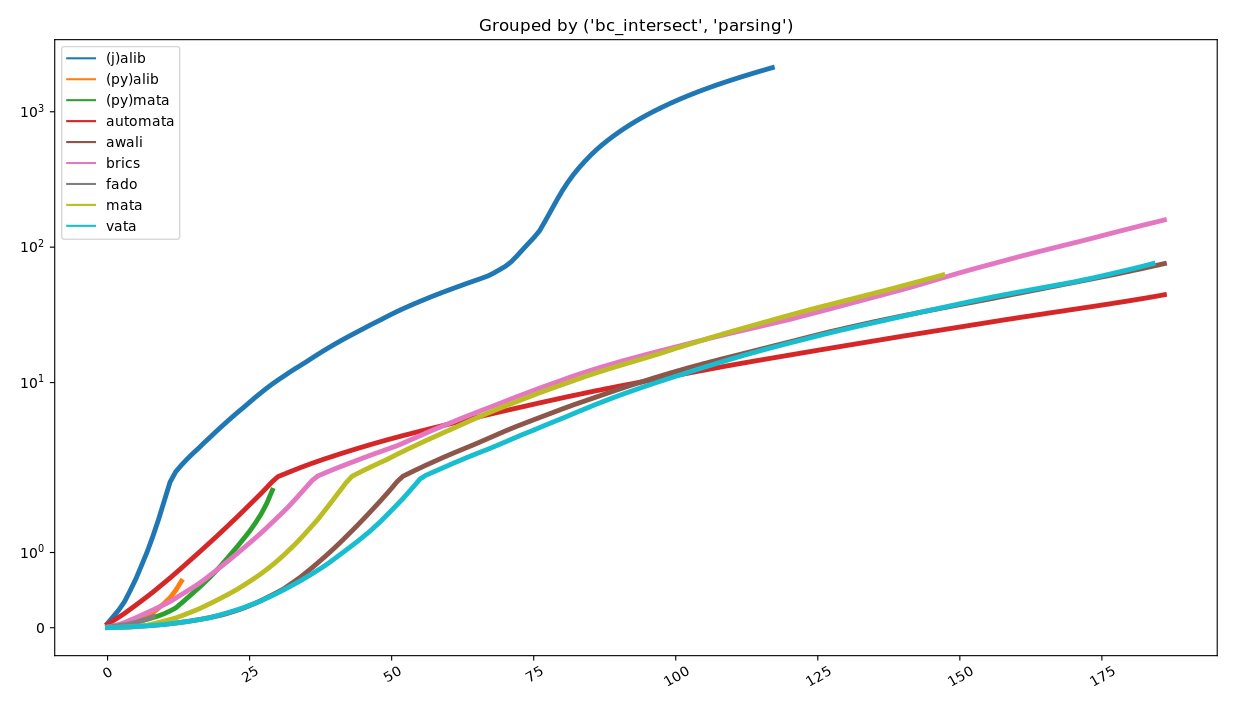 Grouped by ('bc_intersect', 'parsing')
(j)alib
(py)alib
(py)mata
automata
awali
brics
fado
mata
vata
10³
10²
10¹
10⁰
0
0
25
50
75
100
125
150
175